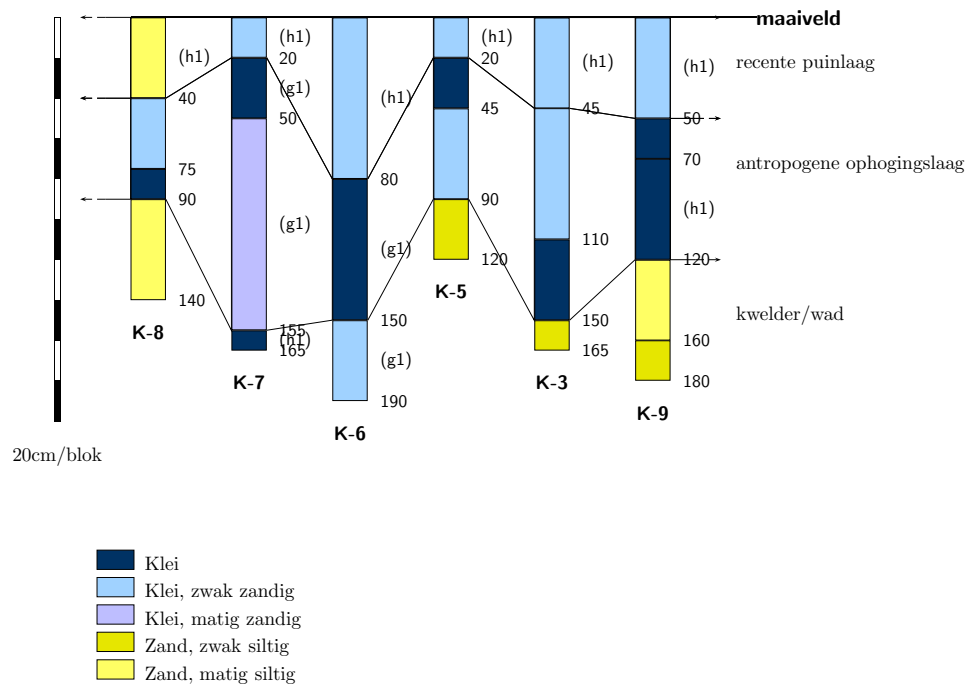 maaiveld
(h1) (h1) (h1) (h1) (h1)
recente puinlaag
20 20
(g1)
40 (h1) 45 45
50 50
75 70
antropogene ophogingslaag
80
90 90
(h1)
(g1) (g1)
110
120 120
140 150 150
kwelder/wad
155
(h1)
165 165
160
(g1)
180
190
K-8
K-7
K-6
K-5
K-3
K-9
20cm/blok
Klei
Klei, zwak zandig
Klei, matig zandig
Zand, zwak siltig
Zand, matig siltig